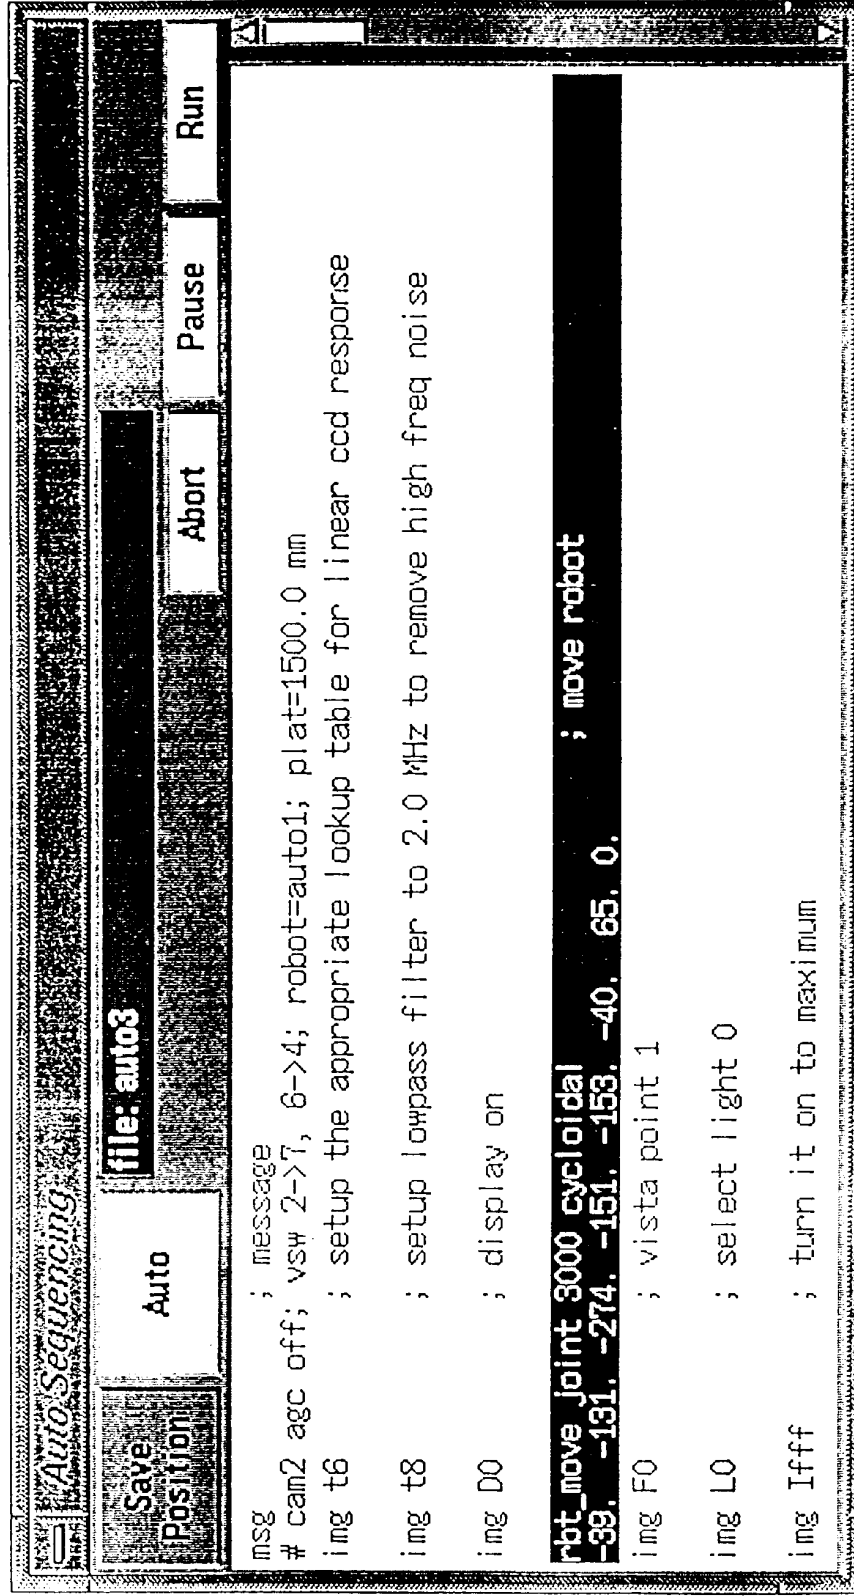 Auto Sequencing
Save Position
Auto
file: auto3
Abort
Pause
Run
msg ; message
# cam2 agc off; vsw 2->7, 6->4; robot=auto1; plat=1500.0 mm
img t6 ; setup the appropriate lookup table for linear ccd response
img t8 ; setup lowpass filter to 2.0 MHz to remove high freq noise
img D0 ; display on
rbt_move joint 3000 cycloidal ; move robot
-39. -131. -274. -151. -153. -40. 65. 0.
img F0 ; vista point 1
img L0 ; select light 0
img Ifff ; turn it on to maximum